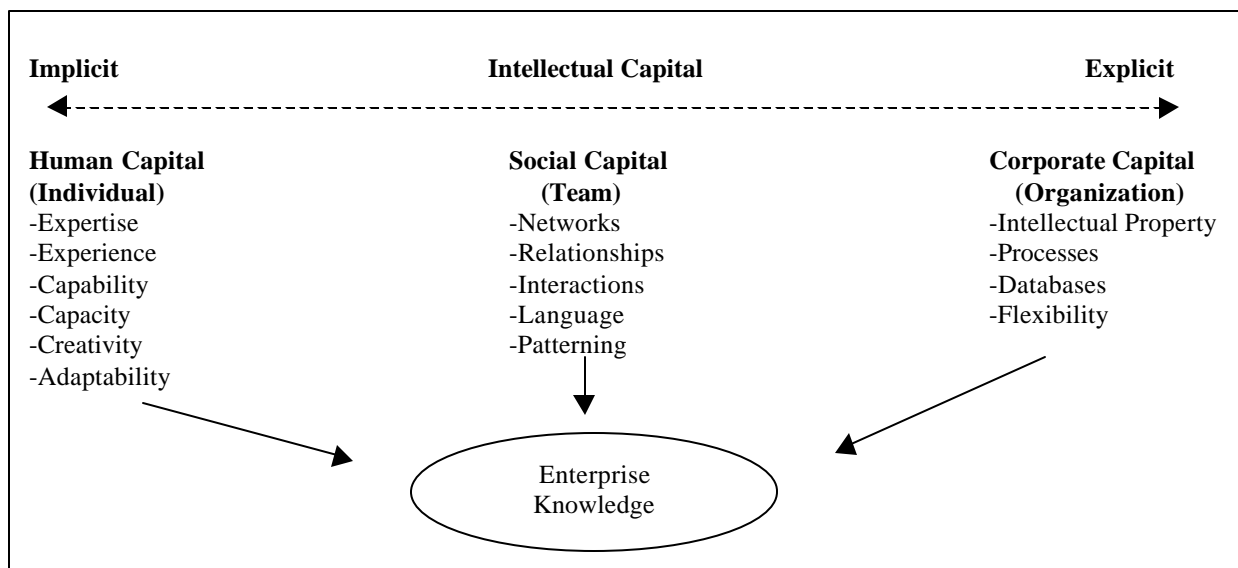 Implicit Intellectual Capital Explicit
Human Capital
(Individual)
-Expertise
-Experience
-Capability
-Capacity
-Creativity
-Adaptability
Social Capital
(Team)
-Networks
-Relationships
-Interactions
-Language
-Patterning
Corporate Capital
(Organization)
-Intellectual Property
-Processes
-Databases
-Flexibility
Enterprise
Knowledge